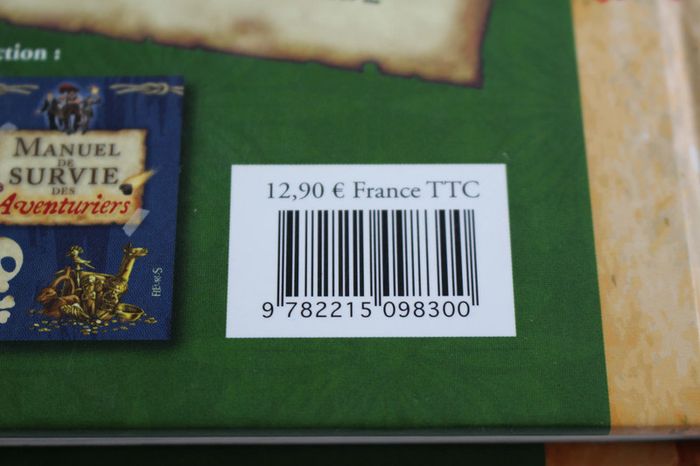 ction :
MANUEL
DE
SURVIE
DES
Aventuriers
12,90 € France TTC
9 782215 098300